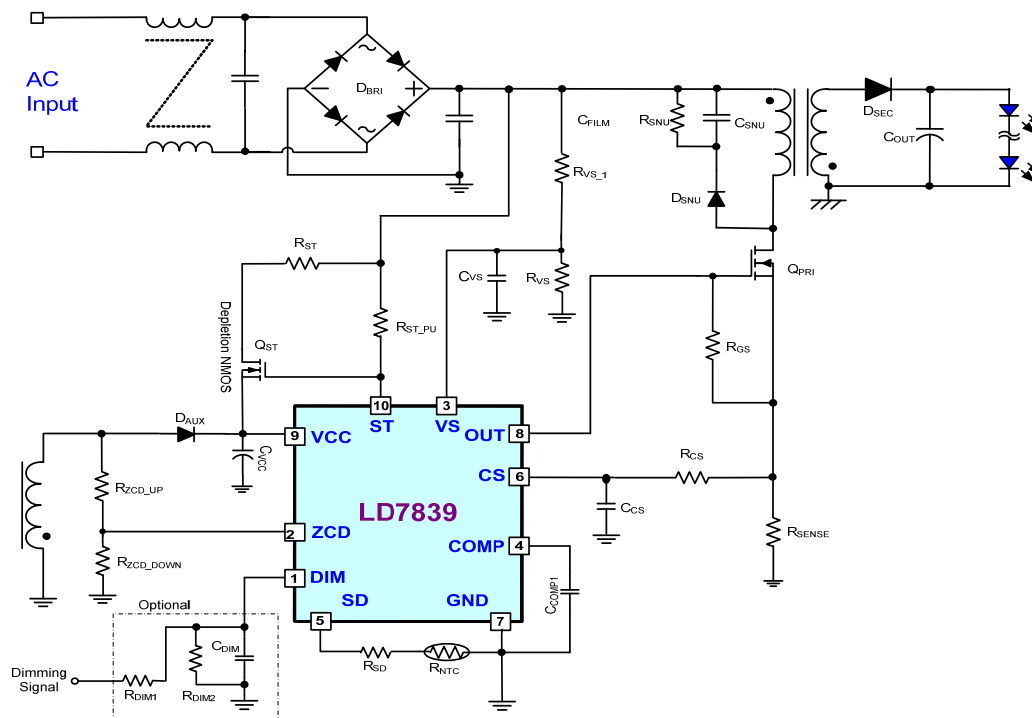 AC
Input
DBRI
CFILM
RSNU
CSNU
DSNU
DSEC
COUT
RVS_1
RST
CVS
RVS
QPRI
RST_PU
Depletion NMOS
QST
RGS
DAUX
10
3
ST
VS
OUT
8
9
VCC
CVCC
RCS
CS
6
RZCD_UP
LD7839
CCS
2
ZCD
RSENSE
COMP
4
RZCD_DOWN
1
DIM
CCOMP1
Optional
SD
GND
5
7
CDIM
RSD
RNTC
Dimming
Signal
RDIM1
RDIM2